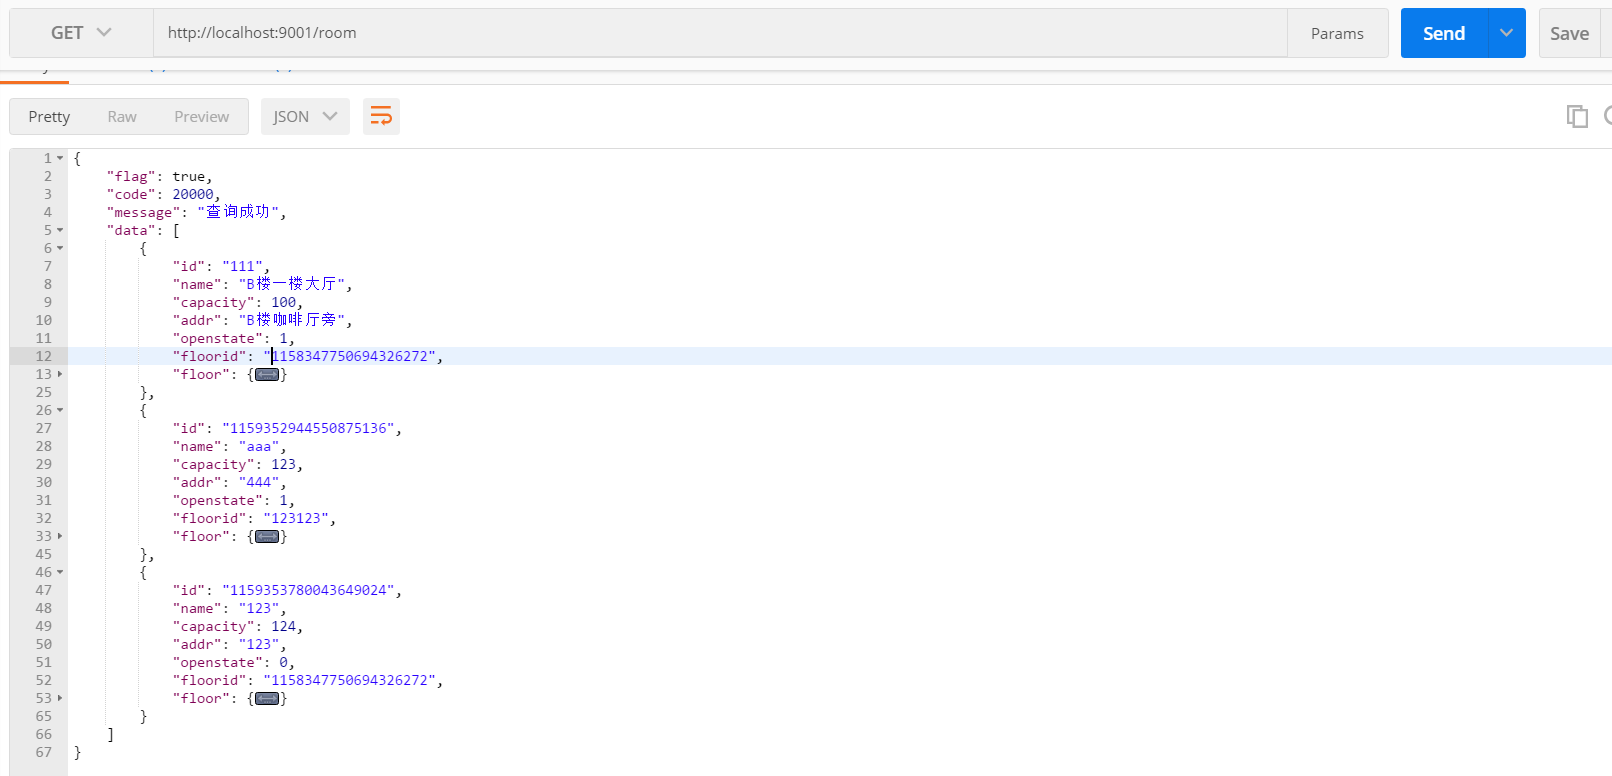 GET http://localhost:9001/room Params Send Save
Pretty Raw Preview JSON
1 {
2 "flag": true,
3 "code": 20000,
4 "message": "查询成功",
5 "data": [
6 {
7 "id": "111",
8 "name": "B楼一楼大厅",
9 "capacity": 100,
10 "addr": "B楼咖啡厅旁",
11 "openstate": 1,
12 "floorid": "1158347750694326272",
13 "floor": {}
25 },
26 {
27 "id": "1159352944550875136",
28 "name": "aaa",
29 "capacity": 123,
30 "addr": "444",
31 "openstate": 1,
32 "floorid": "123123",
33 "floor": {}
45 },
46 {
47 "id": "1159353780043649024",
48 "name": "123",
49 "capacity": 124,
50 "addr": "123",
51 "openstate": 0,
52 "floorid": "1158347750694326272",
53 "floor": {}
65 }
66 ]
67 }